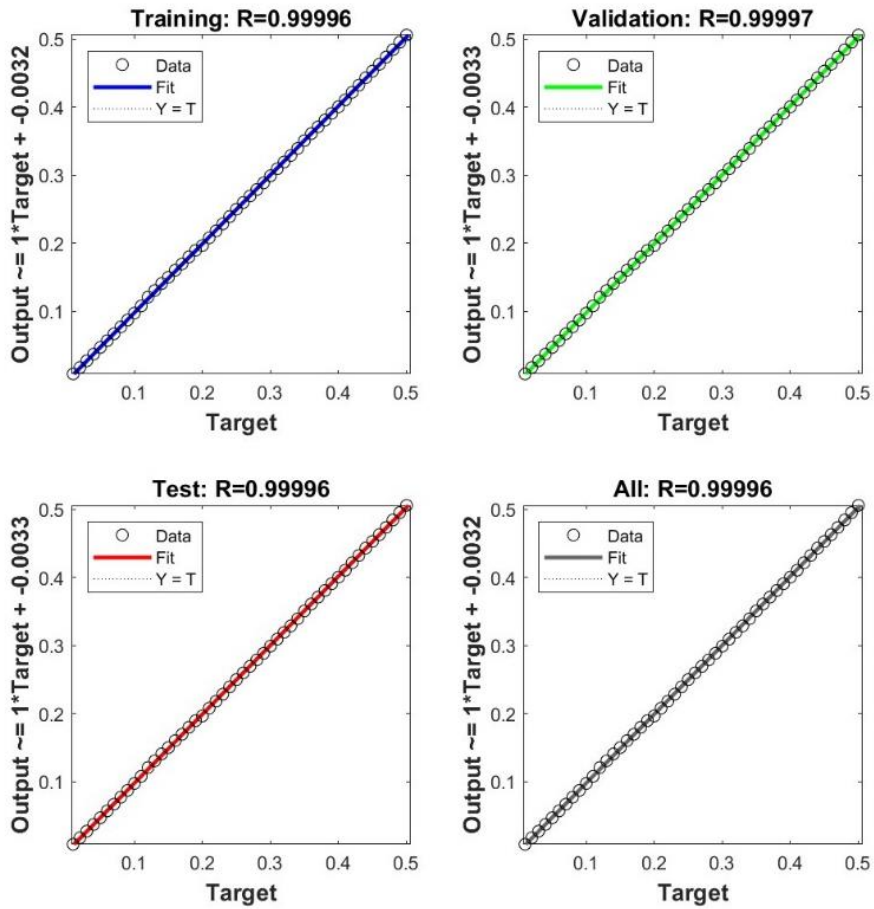 Training: R=0.99996
Output ~= 1*Target + -0.0032
0.5
0.4
0.3
0.2
0.1
Data
Fit
Y = T
0.1 0.2 0.3 0.4 0.5
Target
Validation: R=0.99997
Output ~= 1*Target + -0.0033
0.5
0.4
0.3
0.2
0.1
Data
Fit
Y = T
0.1 0.2 0.3 0.4 0.5
Target
Test: R=0.99996
Output ~= 1*Target + -0.0033
0.5
0.4
0.3
0.2
0.1
Data
Fit
Y = T
0.1 0.2 0.3 0.4 0.5
Target
All: R=0.99996
Output ~= 1*Target + -0.0032
0.5
0.4
0.3
0.2
0.1
Data
Fit
Y = T
0.1 0.2 0.3 0.4 0.5
Target